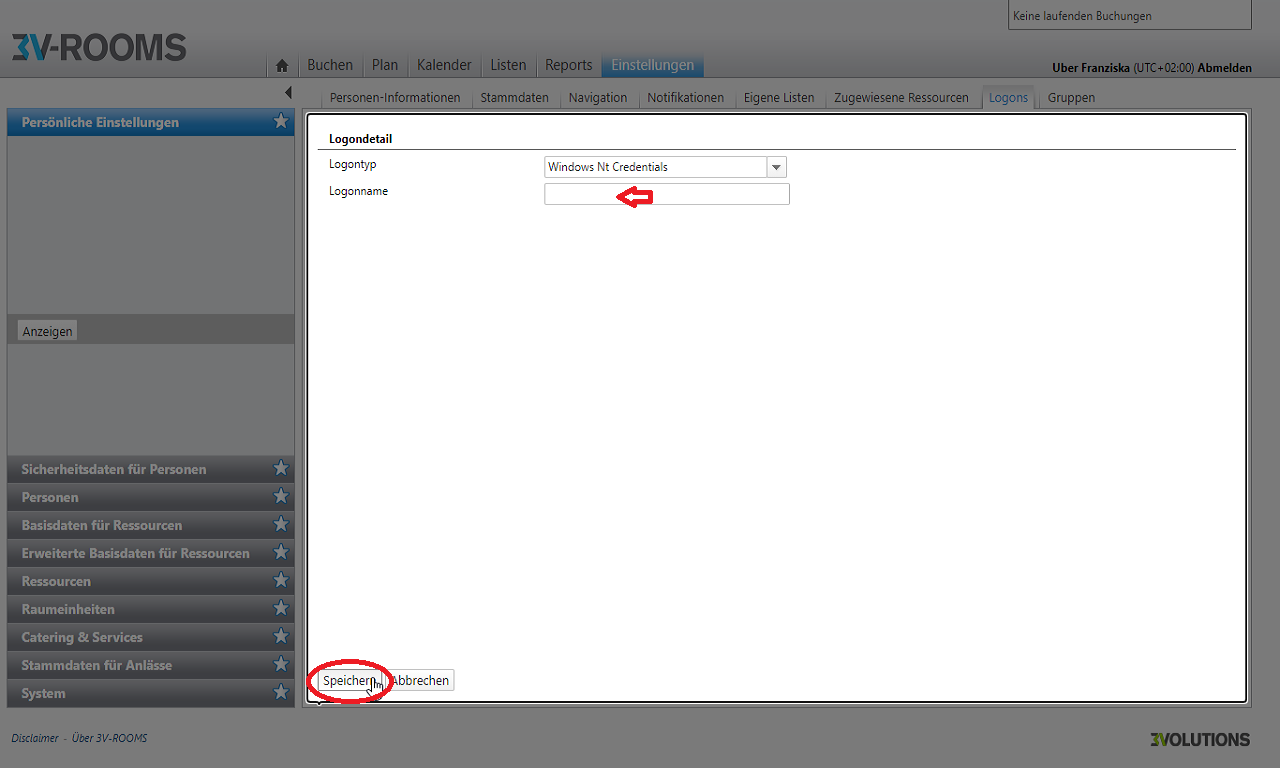 Keine laufenden Buchungen
3V-ROOMS
Buchen Plan Kalender Listen Reports Einstellungen
Uber Franziska (UTC+02:00) Abmelden
Personen-Informationen Stammdaten Navigation Notifikationen Eigene Listen Zugewiesene Ressourcen Logons Gruppen
Persönliche Einstellungen
Anzeigen
Sicherheitsdaten für Personen
Personen
Basisdaten für Ressourcen
Erweiterte Basisdaten für Ressourcen
Ressourcen
Raumeinheiten
Catering & Services
Stammdaten für Anlässe
System
Logondetail
Logontyp Windows Nt Credentials
Logonname
Speichern Abbrechen
Disclaimer - Über 3V-ROOMS
3VOLUTIONS